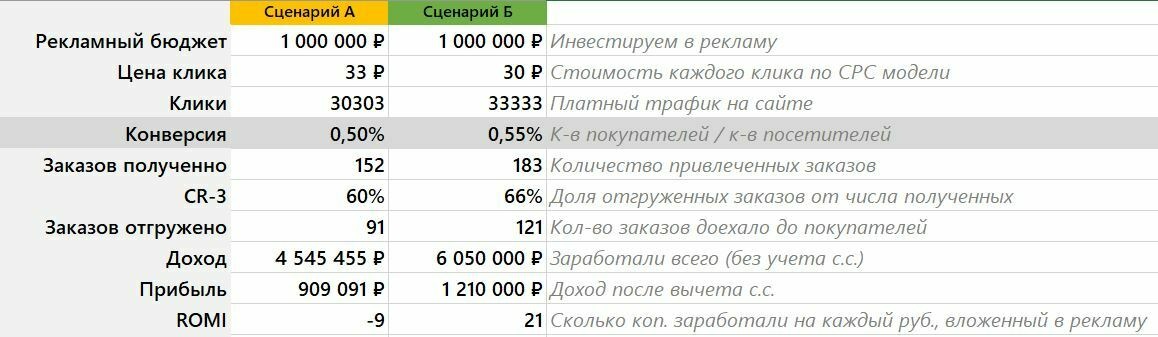 Сценарий А Сценарий Б
Рекламный бюджет 1 000 000 ₽ 1 000 000 ₽ Инвестируем в рекламу
Цена клика 33 ₽ 30 ₽ Стоимость каждого клика по CPC модели
Клики 30303 33333 Платный трафик на сайте
Конверсия 0,50% 0,55% К-в покупателей / к-в посетителей
Заказов полученно 152 183 Количество привлеченных заказов
CR-3 60% 66% Доля отгруженных заказов от числа полученных
Заказов отгружено 91 121 Кол-во заказов доехало до покупателей
Доход 4 545 455 ₽ 6 050 000 ₽ Заработали всего (без учета с.с.)
Прибыль 909 091 ₽ 1 210 000 ₽ Доход после вычета с.с.
ROMI -9 21 Сколько коп. заработали на каждый руб., вложенный в рекламу